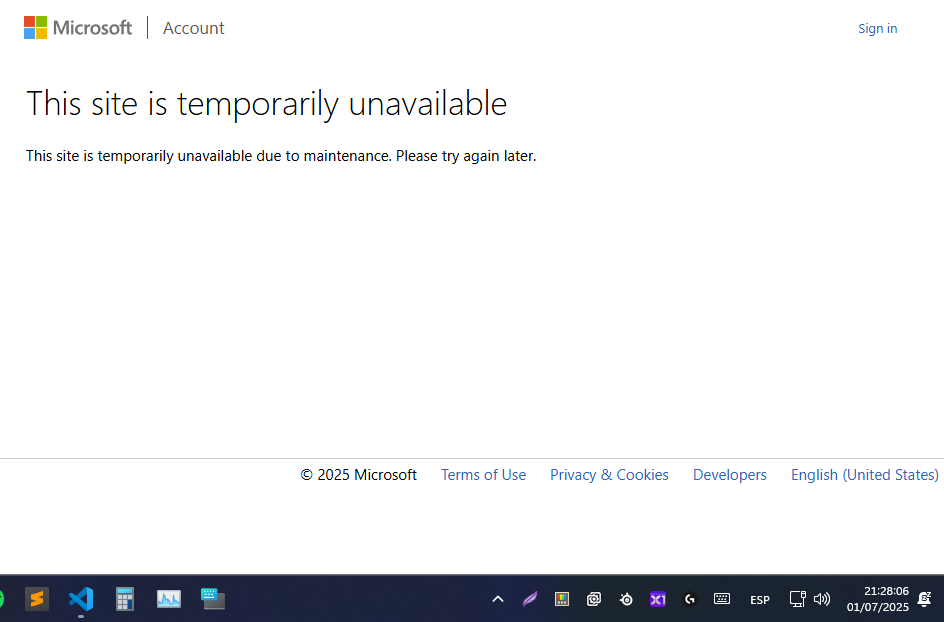 Microsoft | Account
Sign in
This site is temporarily unavailable
This site is temporarily unavailable due to maintenance. Please try again later.
© 2025 Microsoft Terms of Use Privacy & Cookies Developers English (United States)
X1
ESP
21:28:06
01/07/2025